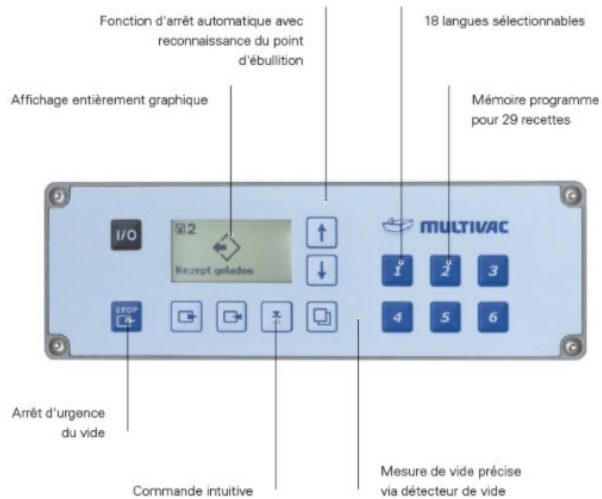 Fonction d'arrêt automatique avec
reconnaissance du point
d'ébullition
18 langues sélectionnables
Affichage entièrement graphique
Mémoire programme
pour 29 recettes
I/O
2
Rezept geladen
MULTIVAC
1 2 3
STOP
4 5 6
Arrêt d'urgence
du vide
Commande intuitive
Mesure de vide précise
via détecteur de vide